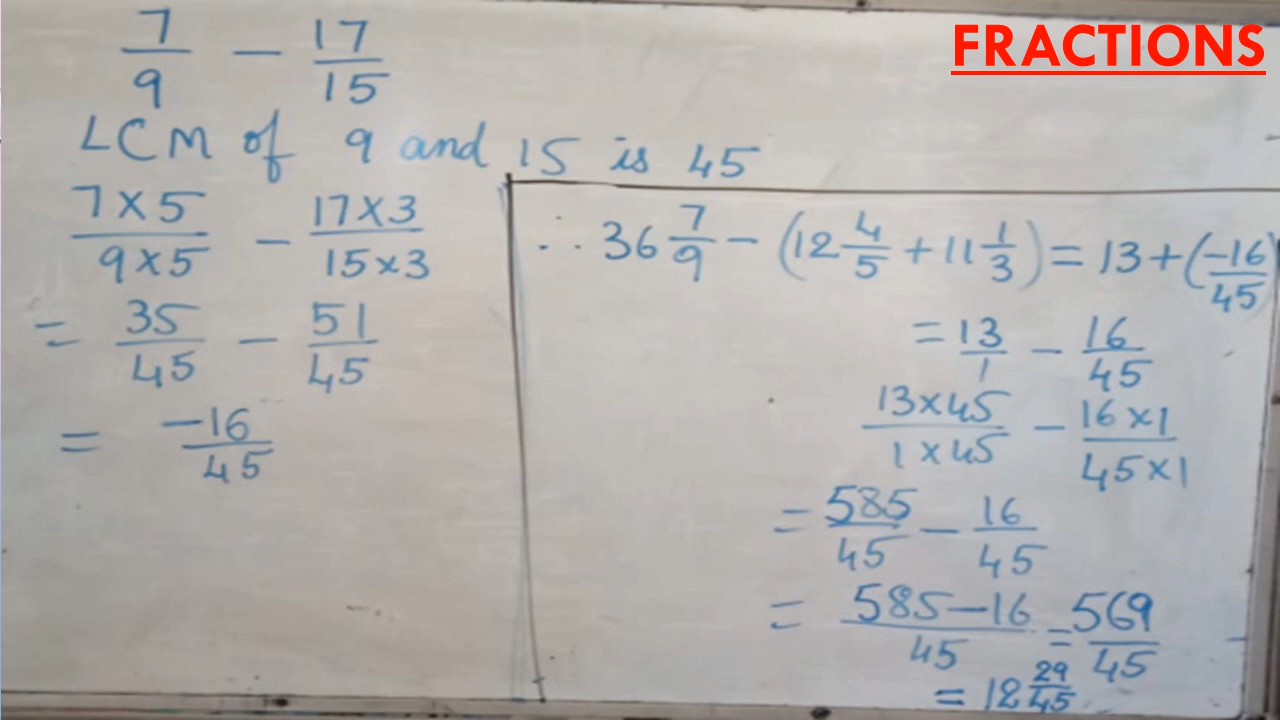 FRACTIONS
7/9 − 17/15
LCM of 9 and 15 is 45
7×5/9×5 − 17×3/15×3
= 35/45 − 51/45
= −16/45
∴ 36 7/9 − (12 4/5 + 11 1/3) = 13 + (−16/45)
= 13/1 − 16/45
13×45/1×45 − 16×1/45×1
= 585/45 − 16/45
= 585−16/45 = 569/45
= 12 29/45